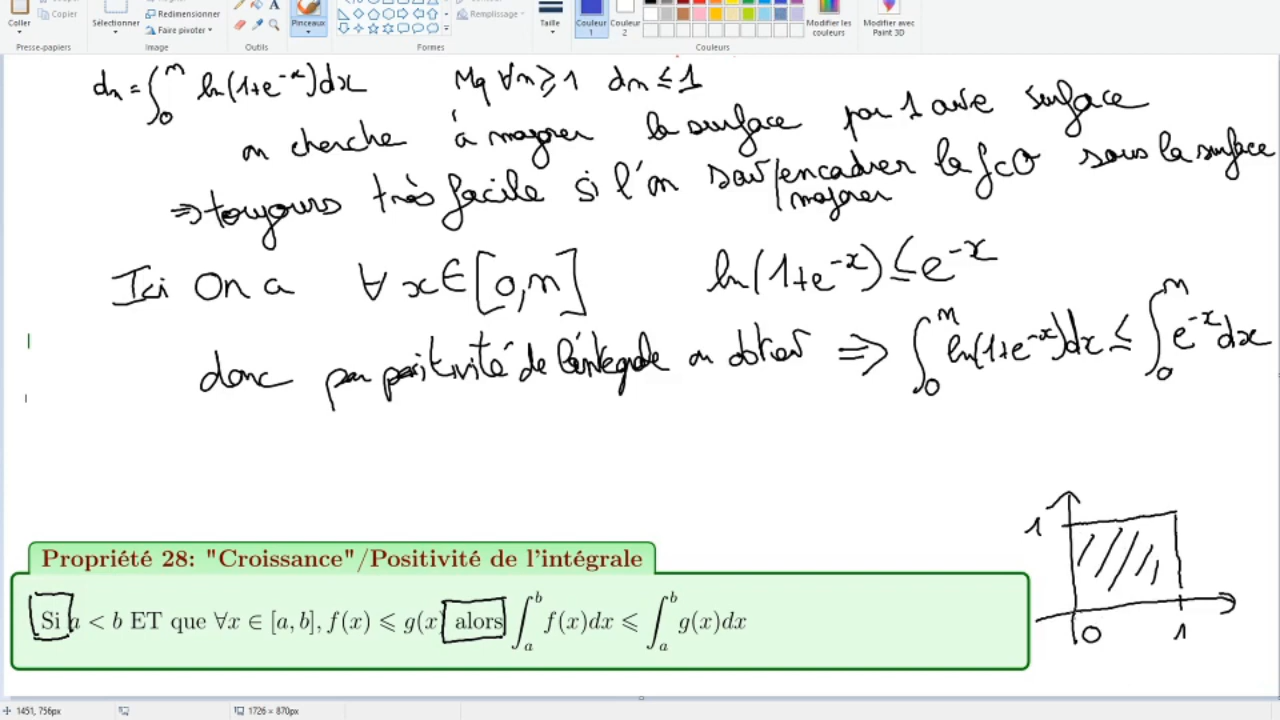 Coller
Copier
Sélectionner
Redimensionner
Faire pivoter
Pinceaux
Remplissage
Taille
Couleur 1
Couleur 2
Modifier les couleurs
Modifier avec Paint 3D
Presse-papiers
Image
Outils
Formes
Couleurs
dn = ∫₀ⁿ ln(1+e^{-x})dx Mq ∀n ⩾ 1 dn ≤ 1
on cherche à majorer la surface par 1 aire surface
⇒ toujours très facile si l'on sait encadrer/majorer la fct sous la surface
Ici On a ∀ x ∈ [0,n] ln(1+e^{-x}) ≤ e^{-x}
donc par positivité de l'intégrale on obtient ⇒ ∫₀ⁿ ln(1+e^{-x})dx ≤ ∫₀ⁿ e^{-x}dx
Propriété 28: "Croissance"/Positivité de l'intégrale
Si a < b ET que ∀x ∈ [a, b], f(x) ⩽ g(x) alors ∫ₐᵇ f(x)dx ⩽ ∫ₐᵇ g(x)dx
1
0 1
1451, 756px
1726 × 870px